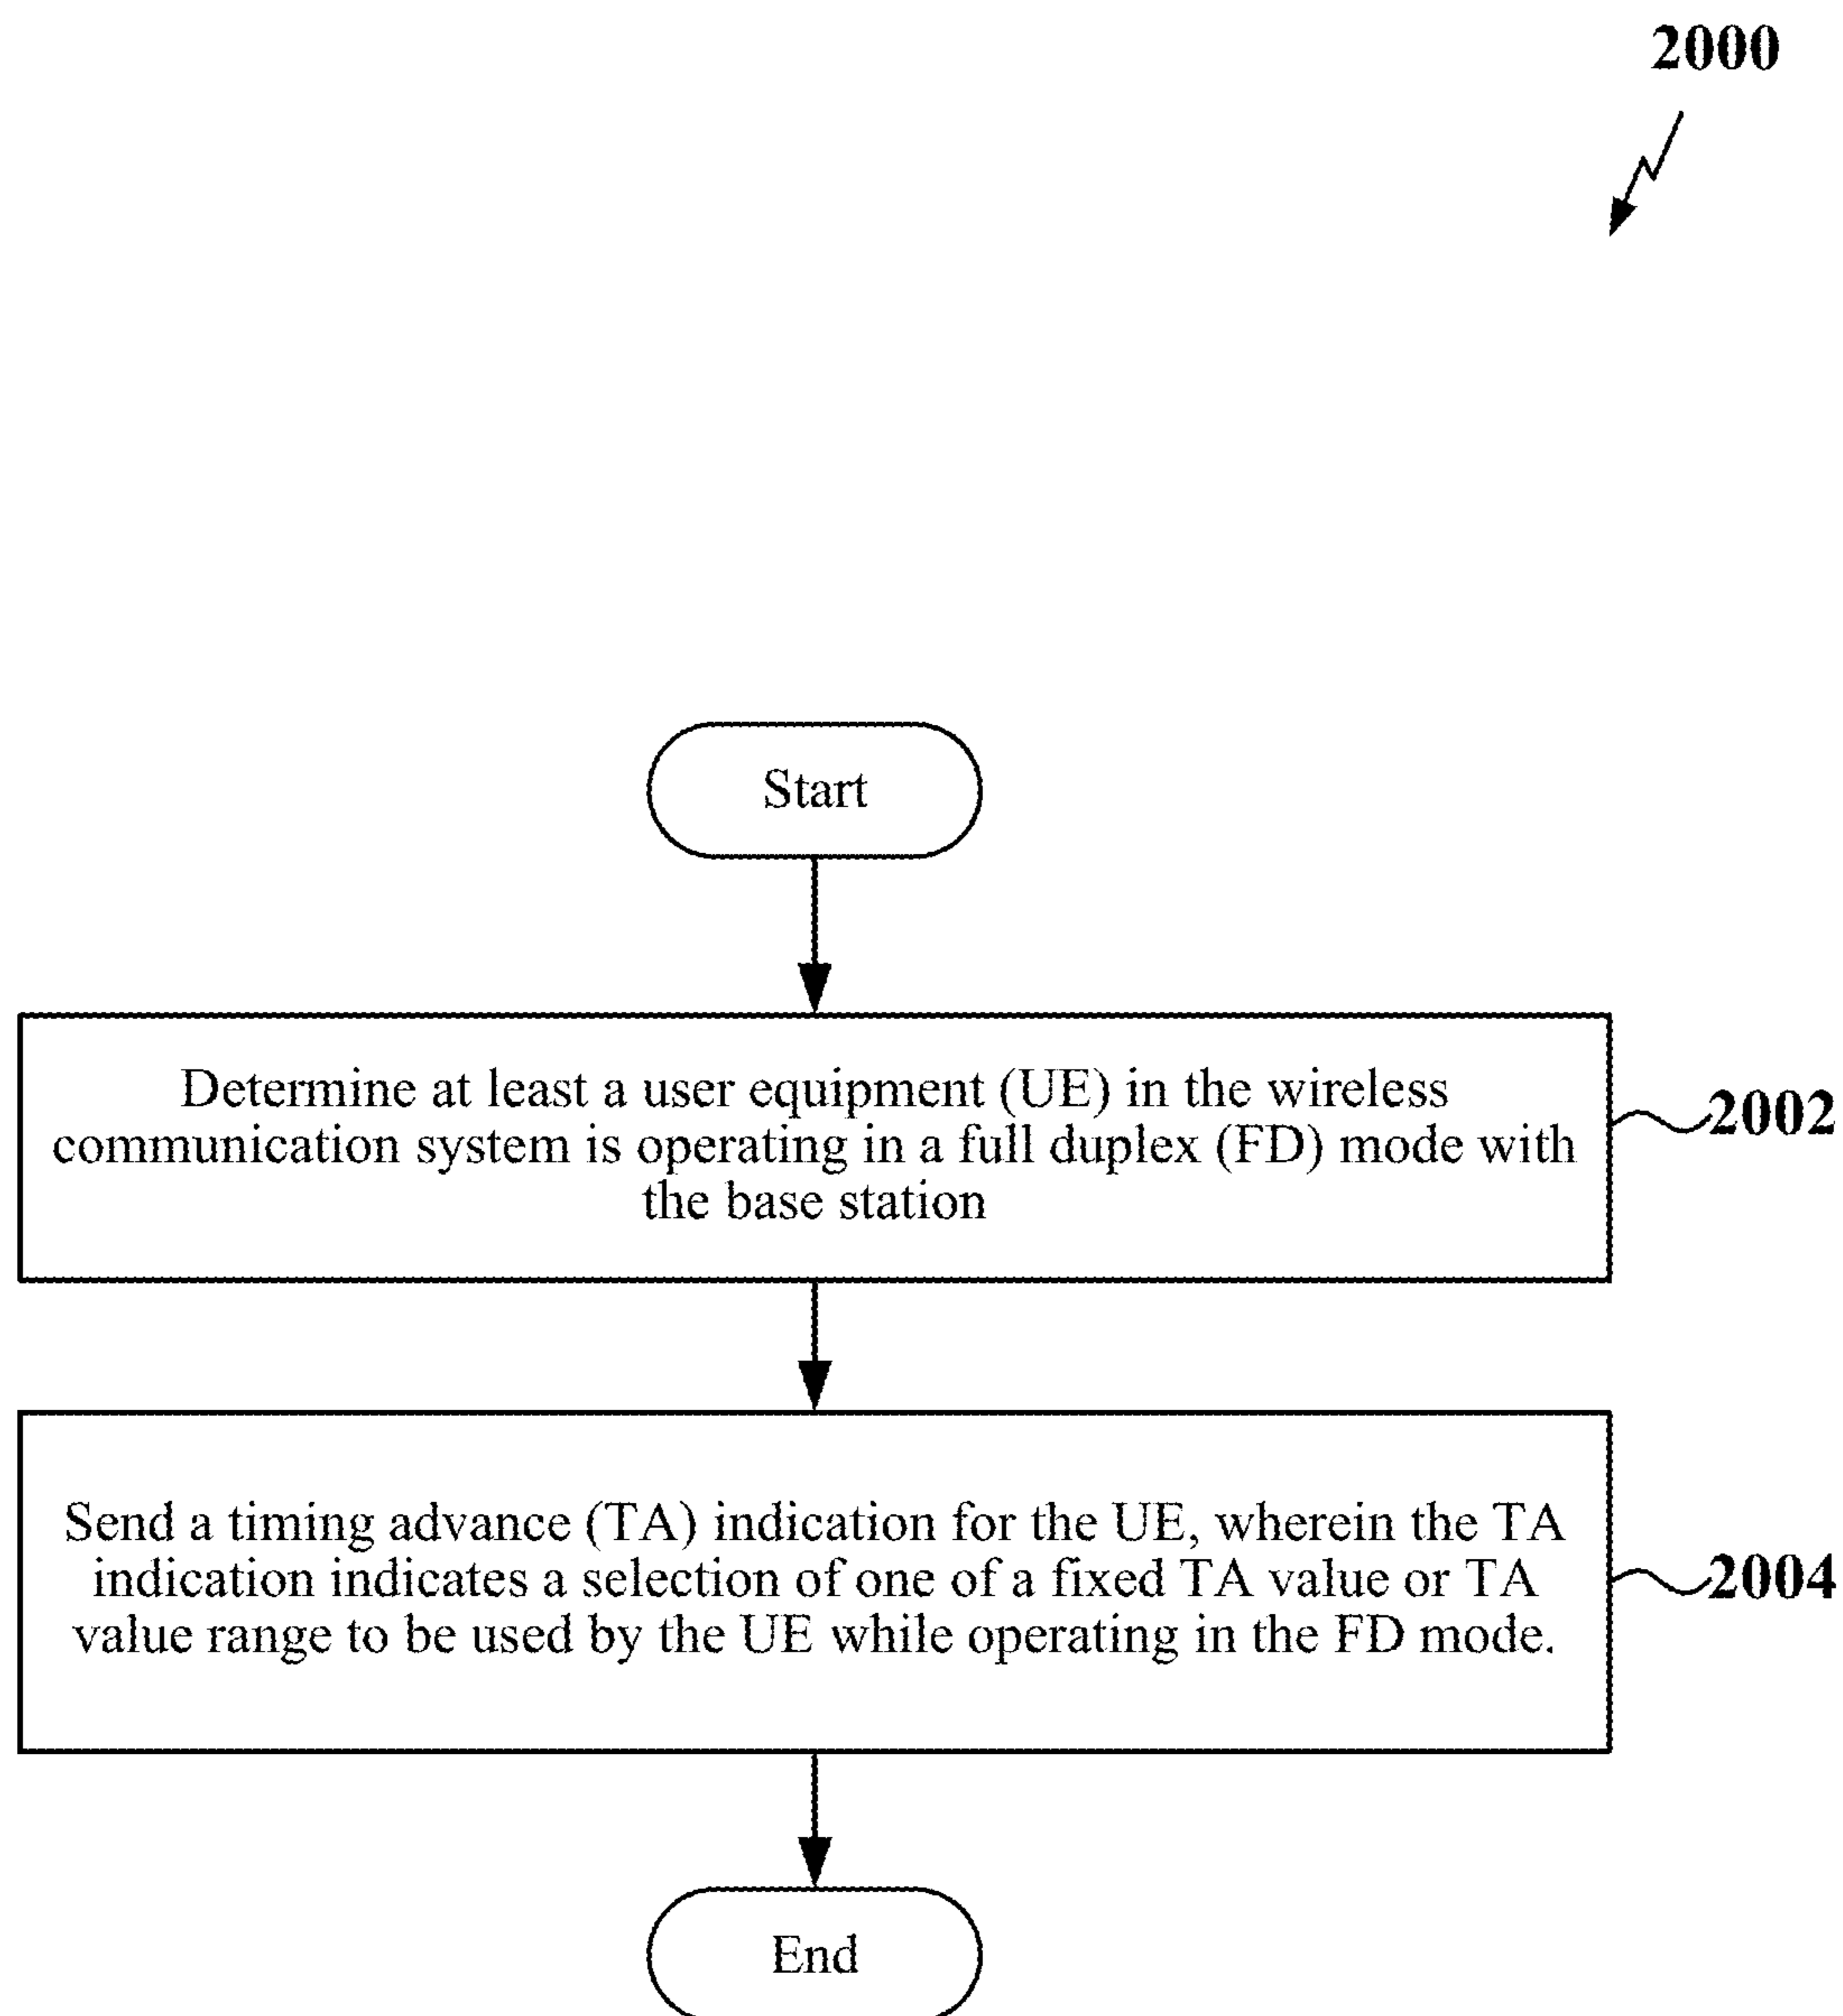 2000
Start
Determine at least a user equipment (UE) in the wireless
communication system is operating in a full duplex (FD) mode with
the base station
2002
Send a timing advance (TA) indication for the UE, wherein the TA
indication indicates a selection of one of a fixed TA value or TA
value range to be used by the UE while operating in the FD mode.
2004
End